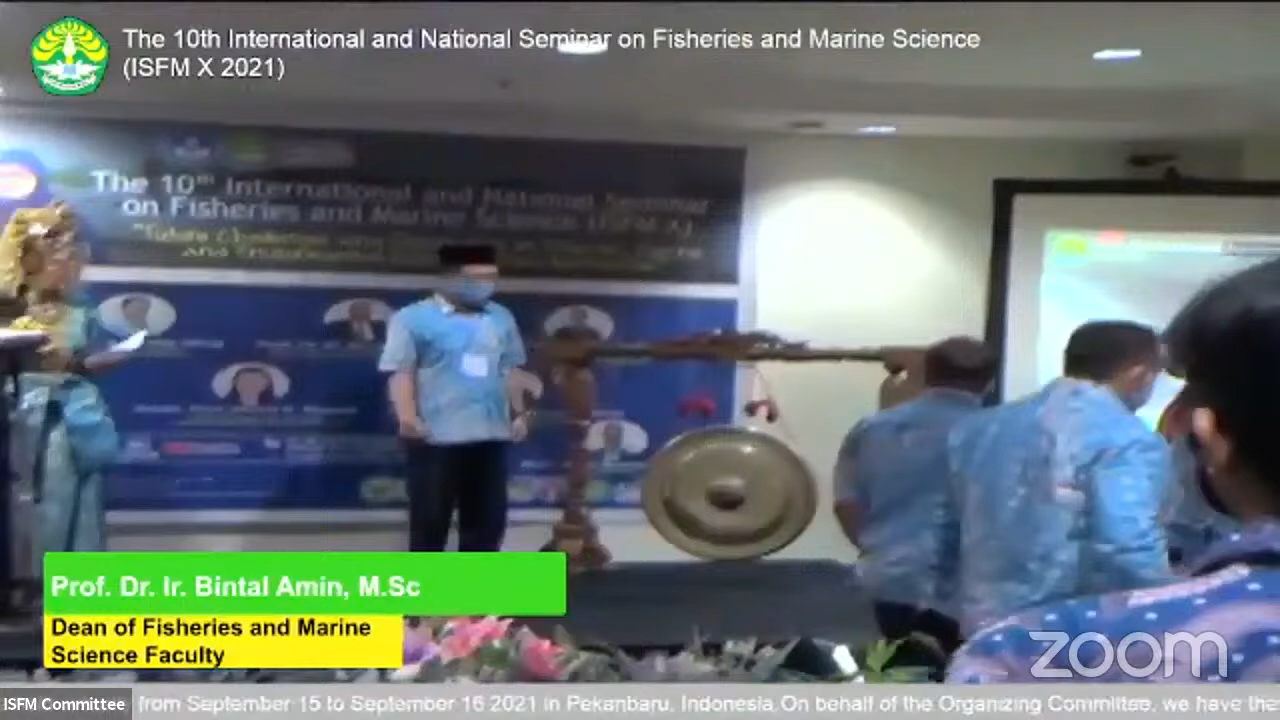 The 10th International and National Seminar on Fisheries and Marine Science
(ISFM X 2021)
The 10th International and National Seminar
on Fisheries and Marine Science (ISFM X)
Prof. Dr. Ir. Bintal Amin, M.Sc
Dean of Fisheries and Marine
Science Faculty
zoom
ISFM Committee
from September 15 to September 16 2021 in Pekanbaru, Indonesia. On behalf of the Organizing Committee, we have the